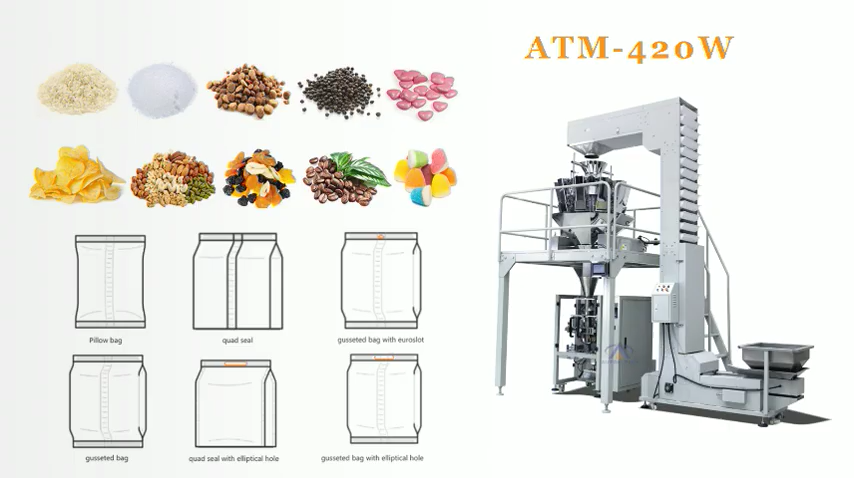 ATM-420W
Pillow bag
quad seal
gusseted bag with euroslot
gusseted bag
quad seal with elliptical hole
gusseted bag with elliptical hole